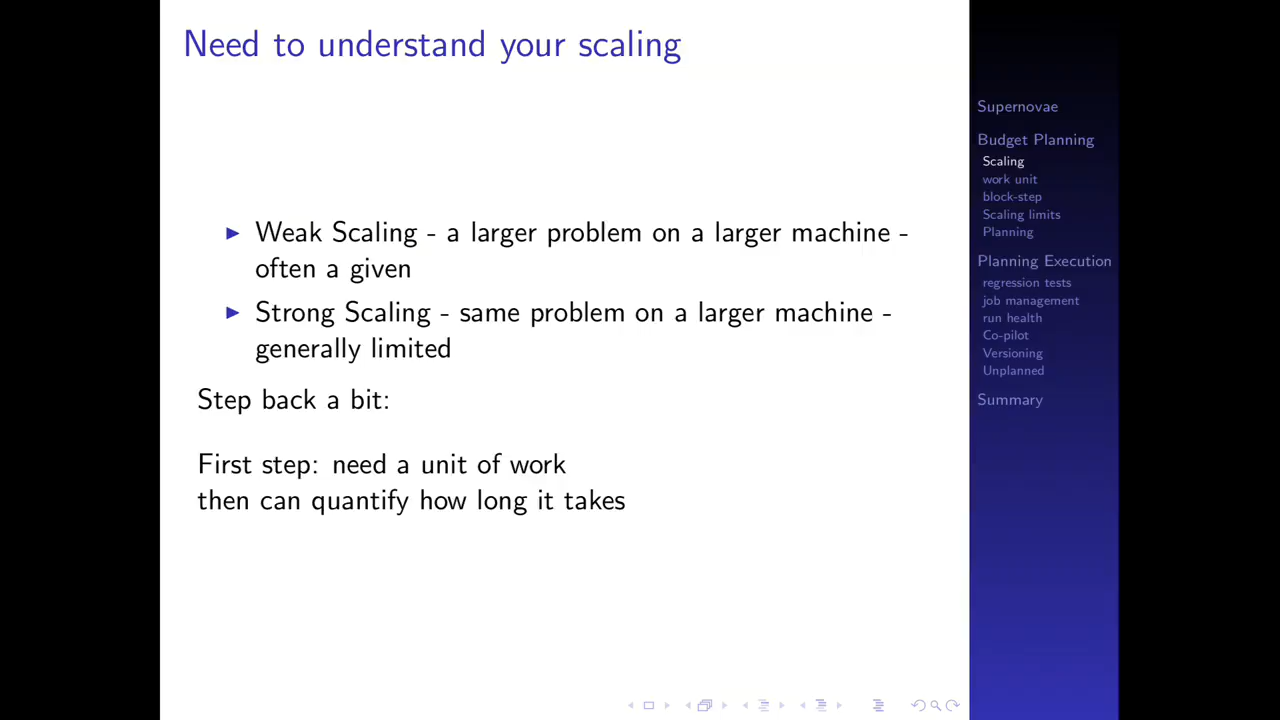 Need to understand your scaling
Weak Scaling - a larger problem on a larger machine -
often a given
Strong Scaling - same problem on a larger machine -
generally limited
Step back a bit:
First step: need a unit of work
then can quantify how long it takes
Supernovae
Budget Planning
Scaling
work unit
block-step
Scaling limits
Planning
Planning Execution
regression tests
job management
run health
Co-pilot
Versioning
Unplanned
Summary